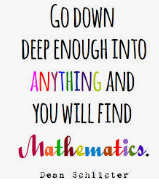 Go down
deep enough into
anything and
you will find
Mathematics.
Dean Schlicter